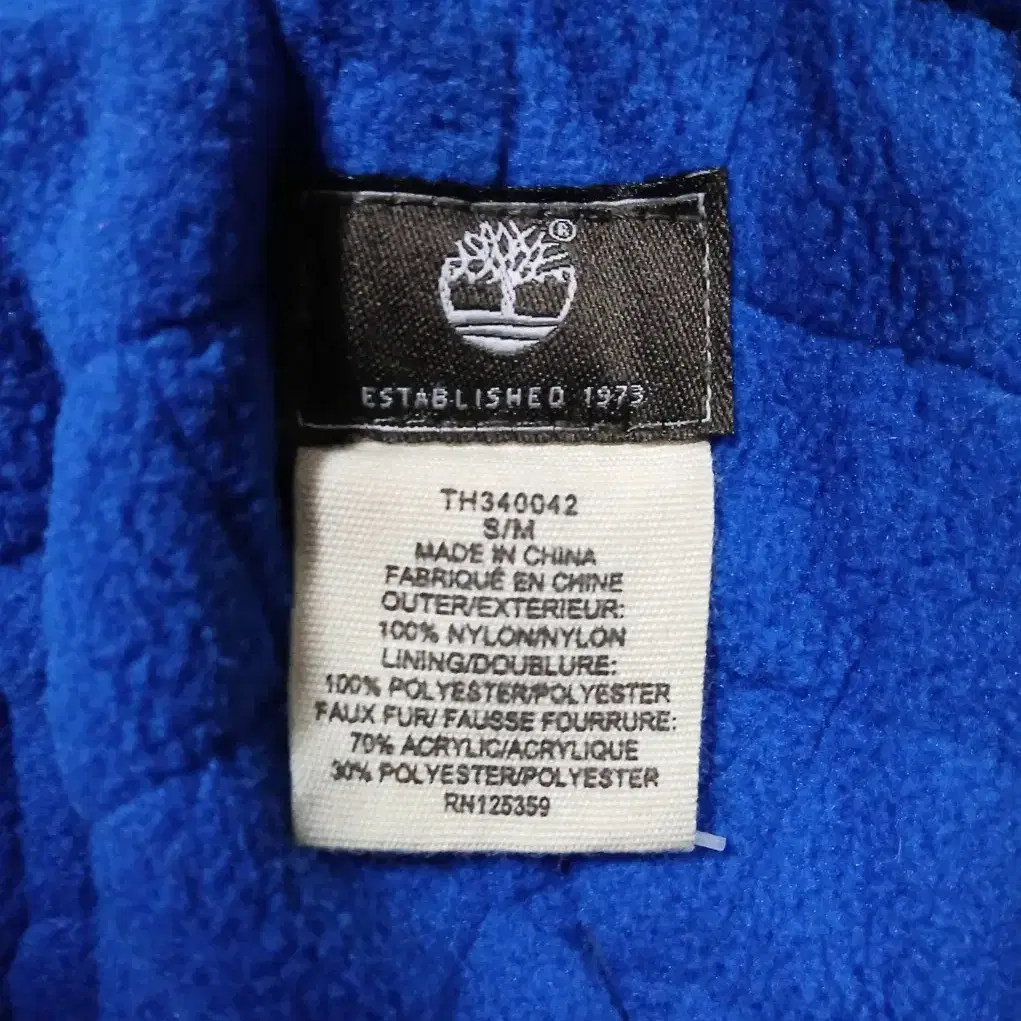 ®
ESTABLISHED 1973
TH340042
S/M
MADE IN CHINA
FABRIQUÉ EN CHINE
OUTER/EXTERIEUR:
100% NYLON/NYLON
LINING/DOUBLURE:
100% POLYESTER/POLYESTER
FAUX FUR/ FAUSSE FOURRURE:
70% ACRYLIC/ACRYLIQUE
30% POLYESTER/POLYESTER
RN125359